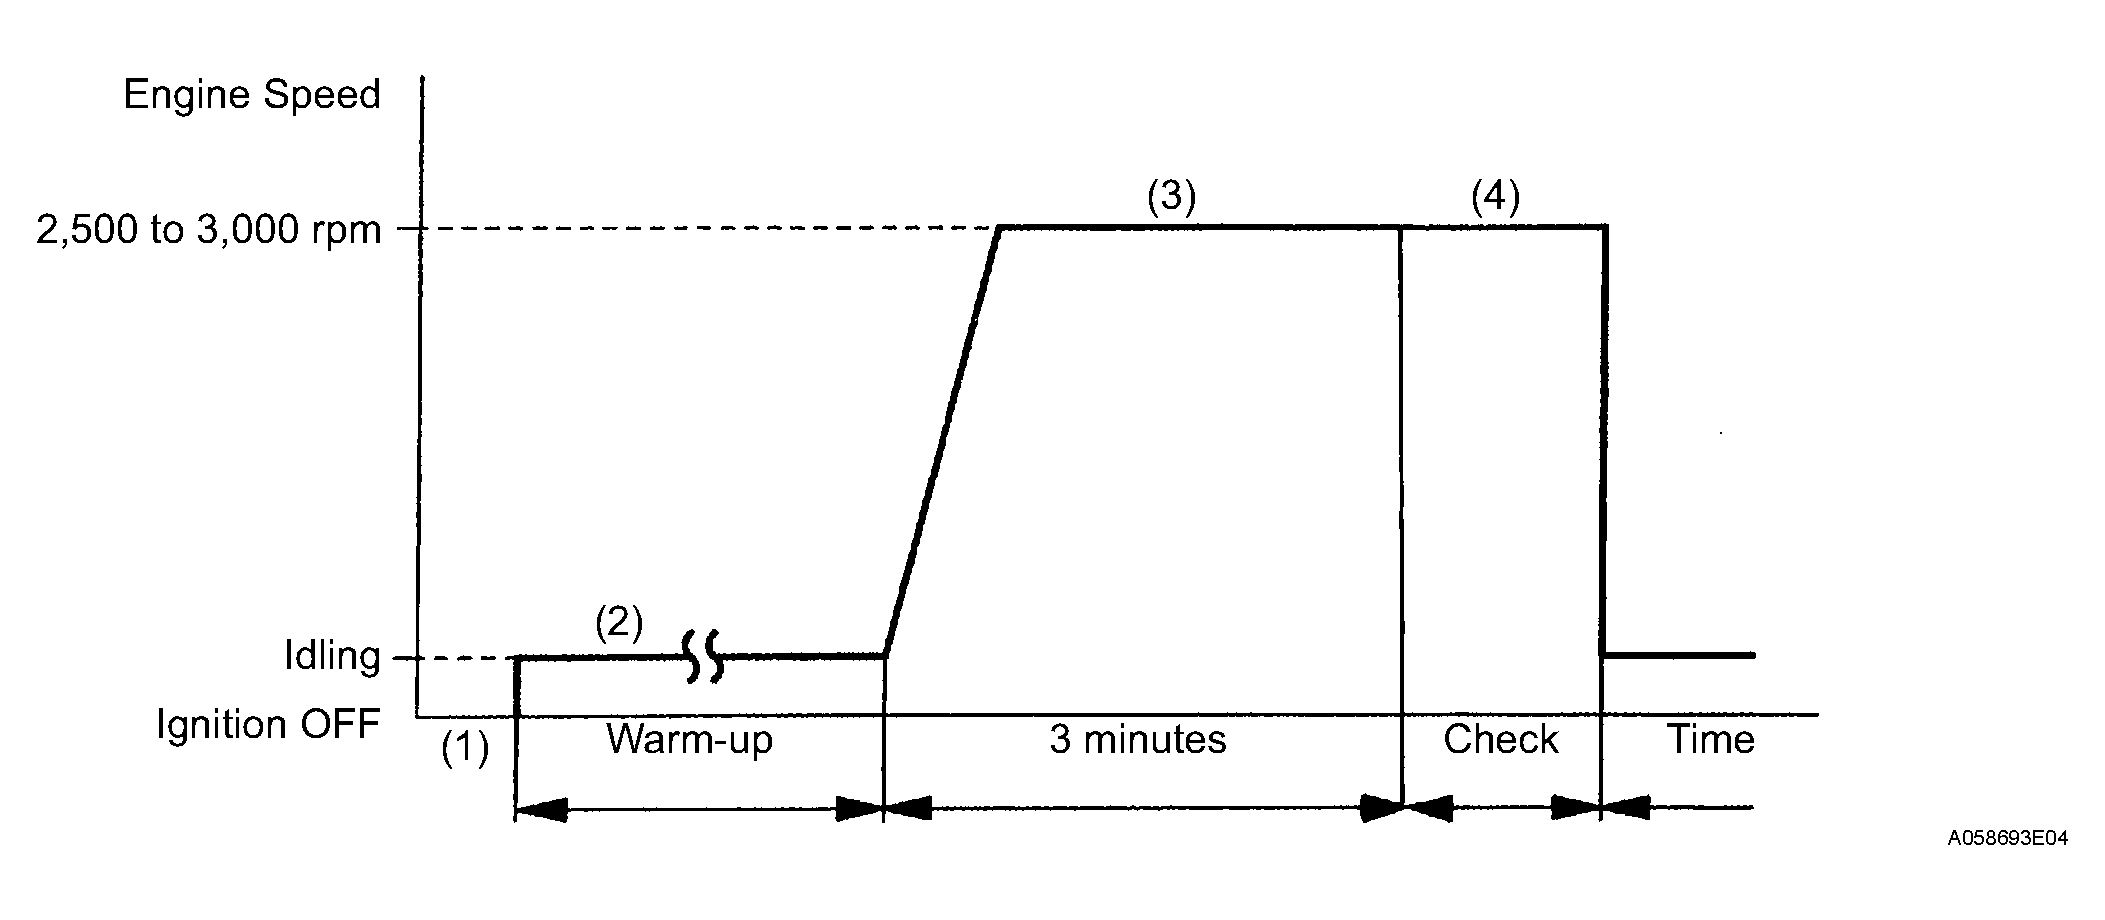 Engine Speed
(3) (4)
2,500 to 3,000 rpm
(2)
Idling
Ignition OFF
(1) Warm-up 3 minutes Check Time
A058693E04